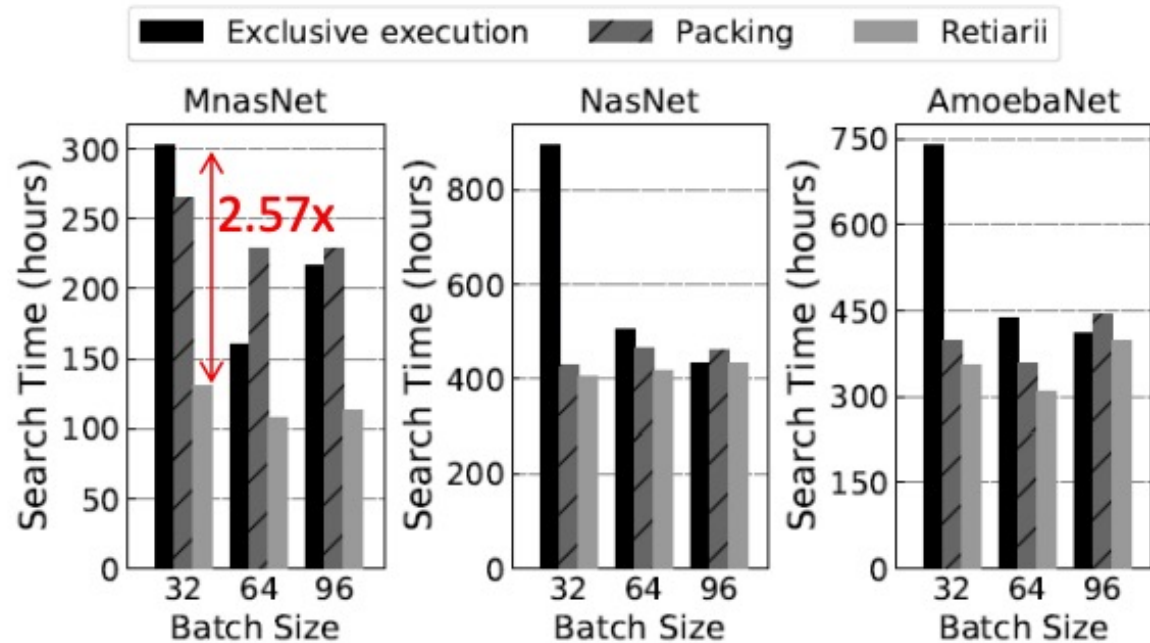 Exclusive execution Packing Retiarii
MnasNet NasNet AmoebaNet
Search Time (hours)
300
250
200
150
100
50
0
2.57x
32 64 96
Batch Size
Search Time (hours)
800
600
400
200
0
32 64 96
Batch Size
Search Time (hours)
750
600
450
300
150
0
32 64 96
Batch Size